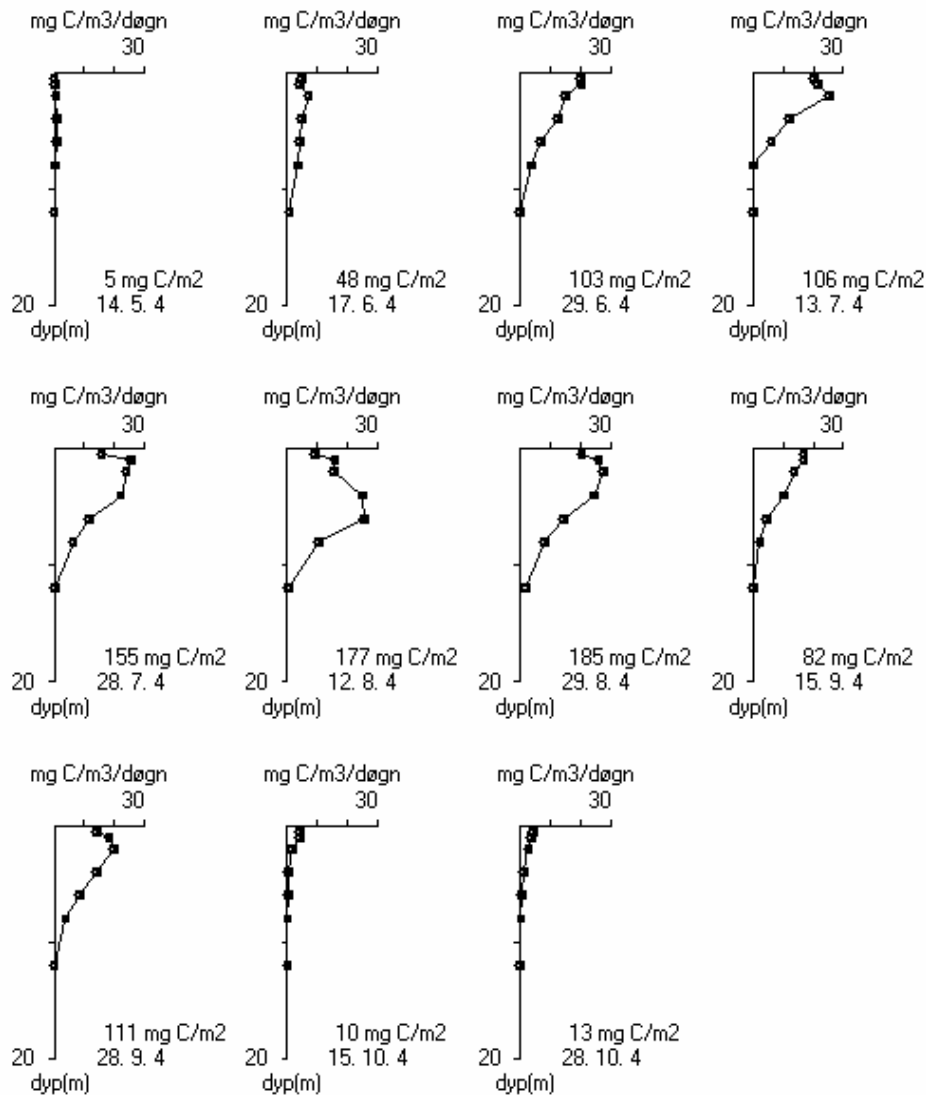 mg C/m3/døgn
30
5 mg C/m2
20
14. 5. 4
dyp(m)
mg C/m3/døgn
30
48 mg C/m2
20
17. 6. 4
dyp(m)
mg C/m3/døgn
30
103 mg C/m2
20
29. 6. 4
dyp(m)
mg C/m3/døgn
30
106 mg C/m2
20
13. 7. 4
dyp(m)
mg C/m3/døgn
30
155 mg C/m2
20
28. 7. 4
dyp(m)
mg C/m3/døgn
30
177 mg C/m2
20
12. 8. 4
dyp(m)
mg C/m3/døgn
30
185 mg C/m2
20
29. 8. 4
dyp(m)
mg C/m3/døgn
30
82 mg C/m2
20
15. 9. 4
dyp(m)
mg C/m3/døgn
30
111 mg C/m2
20
28. 9. 4
dyp(m)
mg C/m3/døgn
30
10 mg C/m2
20
15. 10. 4
dyp(m)
mg C/m3/døgn
30
13 mg C/m2
20
28. 10. 4
dyp(m)